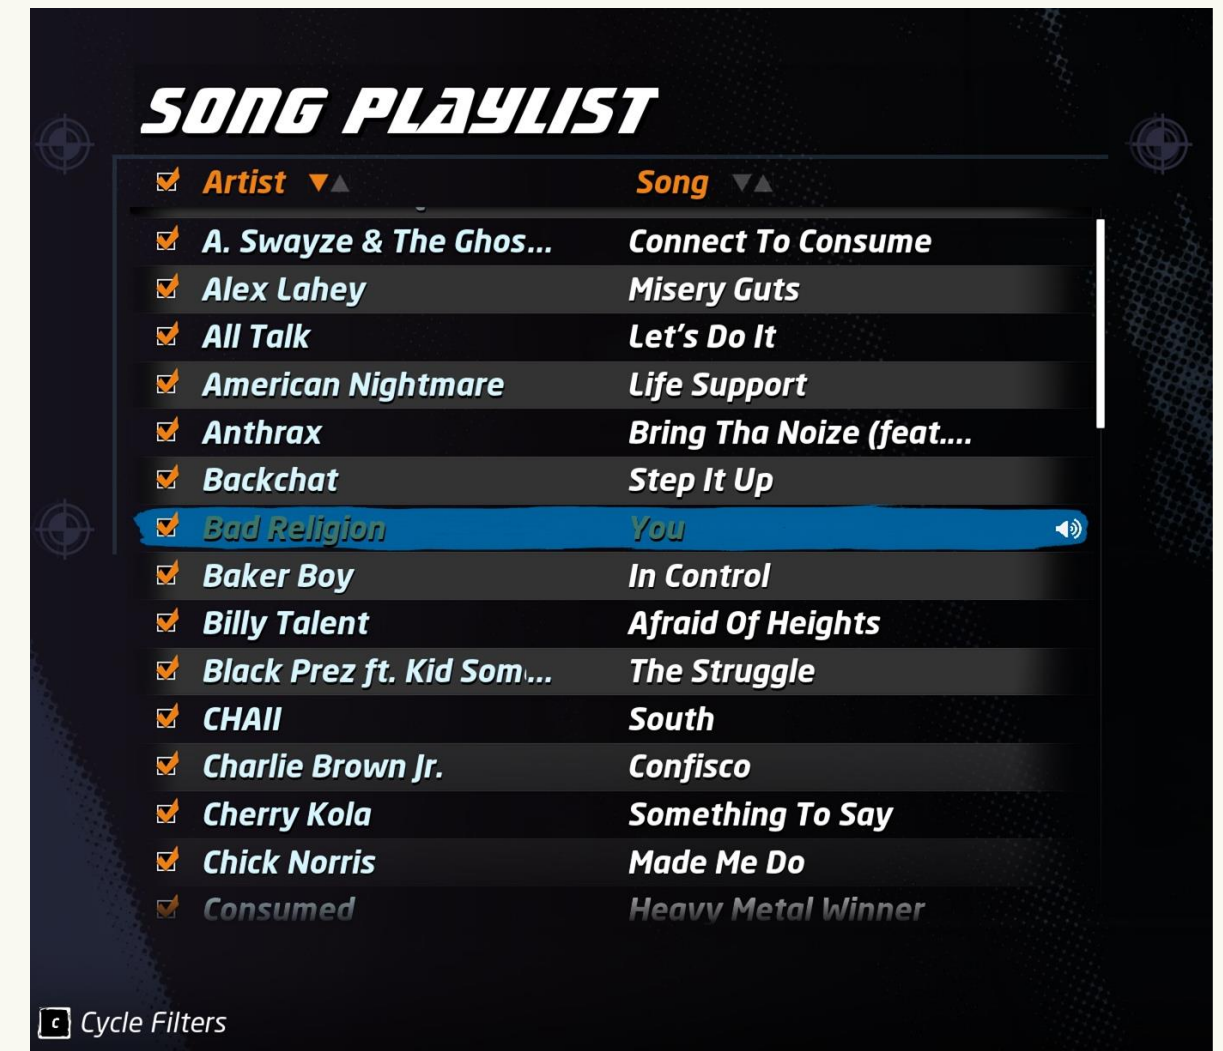 SONG PLAYLIST
Artist Song
A. Swayze & The Ghos... Connect To Consume
Alex Lahey Misery Guts
All Talk Let's Do It
American Nightmare Life Support
Anthrax Bring Tha Noize (feat....
Backchat Step It Up
Bad Religion You
Baker Boy In Control
Billy Talent Afraid Of Heights
Black Prez ft. Kid Som... The Struggle
CHAII South
Charlie Brown Jr. Confisco
Cherry Kola Something To Say
Chick Norris Made Me Do
Consumed Heavy Metal Winner
C Cycle Filters